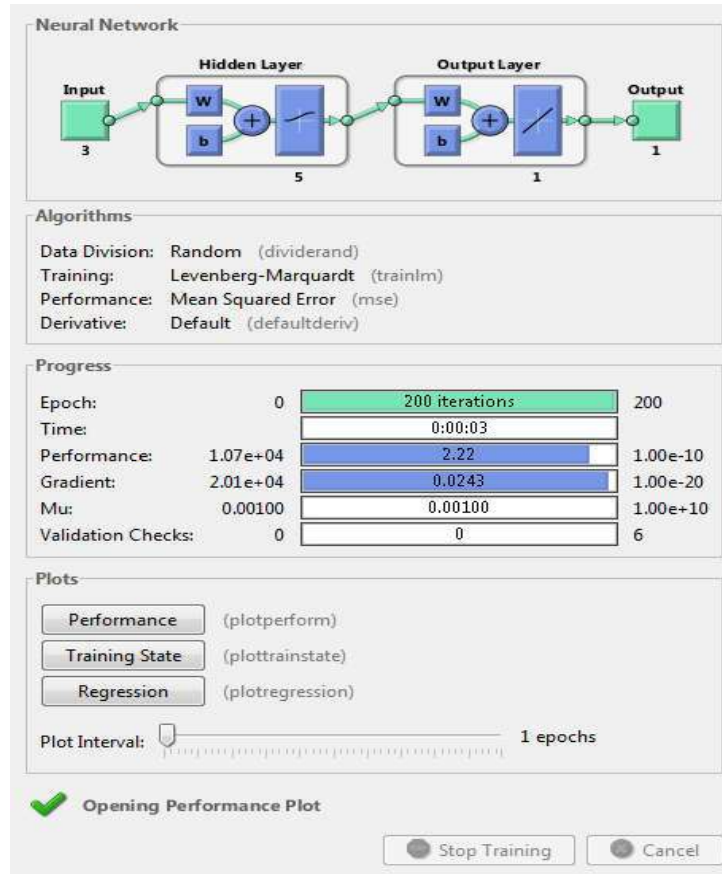 Neural Network
Hidden Layer
Output Layer
Input
Output
W
b
W
b
3
5
1
1
Algorithms
Data Division: Random (dividerand)
Training: Levenberg-Marquardt (trainlm)
Performance: Mean Squared Error (mse)
Derivative: Default (defaultderiv)
Progress
Epoch: 0 200 iterations 200
Time: 0:00:03
Performance: 1.07e+04 2.22 1.00e-10
Gradient: 2.01e+04 0.0243 1.00e-20
Mu: 0.00100 0.00100 1.00e+10
Validation Checks: 0 0 6
Plots
Performance (plotperform)
Training State (plottrainstate)
Regression (plotregression)
Plot Interval: 1 epochs
Opening Performance Plot
Stop Training Cancel